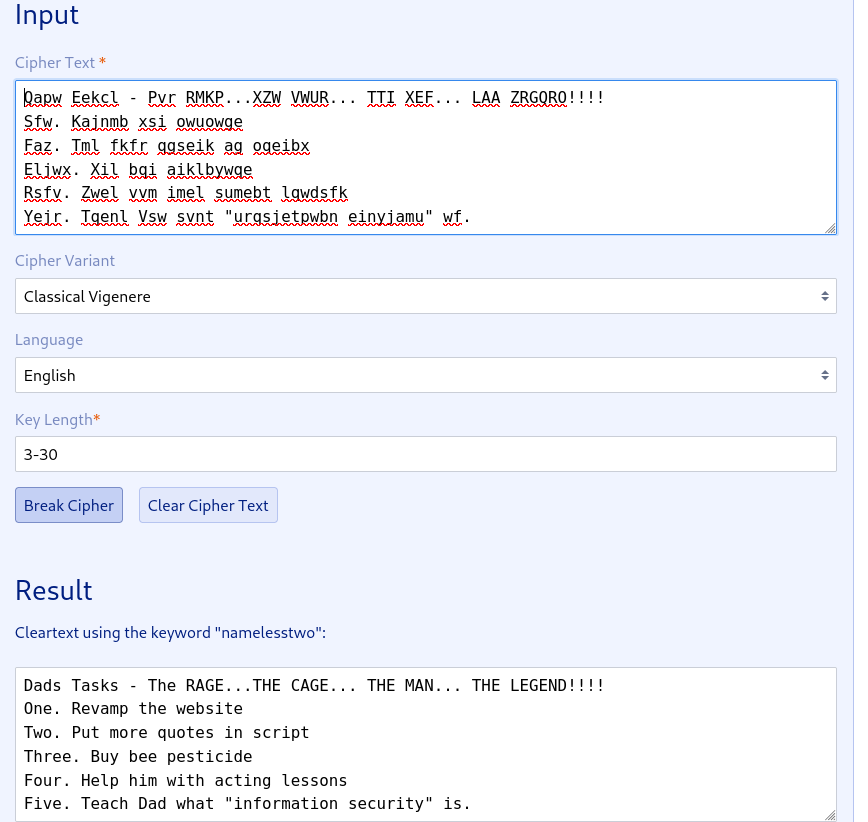 Input
Cipher Text *
Qapw Eekcl - Pvr RMKP...XZW VWUR... TTI XEF... LAA ZRGQRO!!!!
Sfw. Kajnmb xsi owuowge
Faz. Tml fkfr qgseik ag oqeibx
Eljwx. Xil bqi aiklbywqe
Rsfv. Zwel vvm imel sumebt lqwdsfk
Yejr. Tqenl Vsw svnt "urqsjetpwbn einyjamu" wf.
Cipher Variant
Classical Vigenere
Language
English
Key Length*
3-30
Break Cipher Clear Cipher Text
Result
Cleartext using the keyword "namelesstwo":
Dads Tasks - The RAGE...THE CAGE... THE MAN... THE LEGEND!!!!
One. Revamp the website
Two. Put more quotes in script
Three. Buy bee pesticide
Four. Help him with acting lessons
Five. Teach Dad what "information security" is.